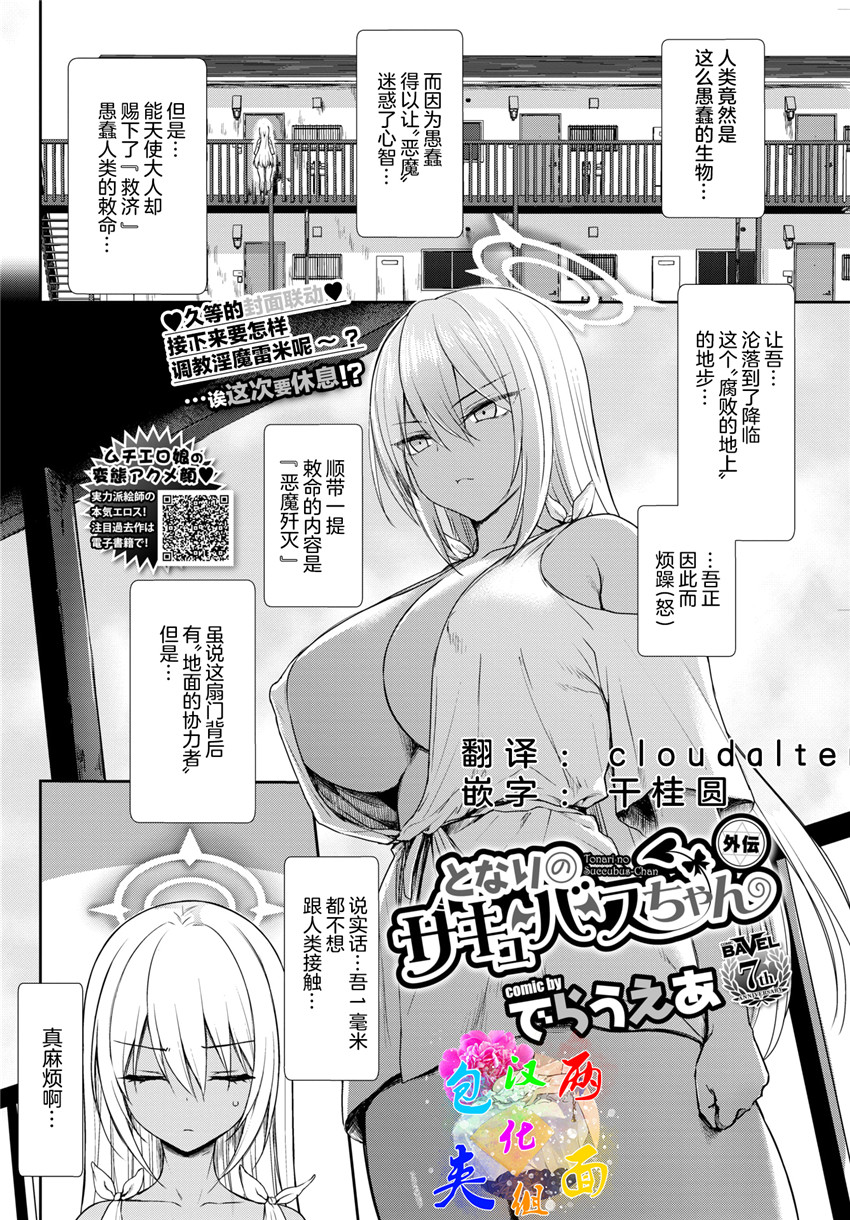 人类竟然是
这么愚蠢的生物…
而因为愚蠢
得以让〝恶魔〞
迷惑了心智…
但是…
能天使大人却
赐下了『救济』
愚蠢人类的敕命…
让吾…
沦落到了降临
这个〝腐败的地上〞
的地步…
…吾正
因此而
烦躁(怒)
♥久等的封面联动♥
接下来要怎样
调教淫魔雷米呢～？
…诶这次要休息!?
ムチエロ娘の
変態アクメ顔♥
実力派絵師の
本気エロス!
注目過去作は
電子書籍で!
顺带一提
敕命的内容是
『恶魔歼灭』
虽说这扇门背后
有〝地面的协力者〞
但是…
翻译：cloudalter
嵌字：干桂圆
となりの
Tonari no
Succubus-Chan
サキュバスちゃん
外伝
BAVEL
7th
ANNIVERSARY
comic by
でらうえあ
说实话…吾1毫米
都不想
跟人类接触…
真麻烦啊…
两面
汉化组
包夹